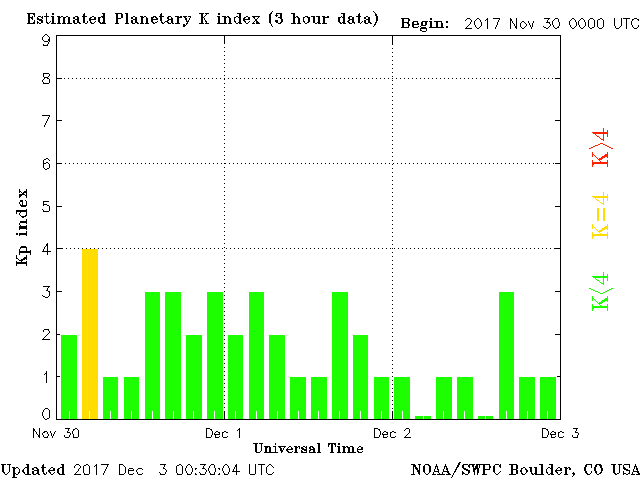 Estimated Planetary K index (3 hour data)
Begin: 2017 Nov 30 0000 UTC
9
8
7
6
5
4
3
2
1
0
Kp index
K>4
K=4
K<4
Nov 30
Dec 1
Dec 2
Dec 3
Universal Time
Updated 2017 Dec 3 00:30:04 UTC
NOAA/SWPC Boulder, CO USA